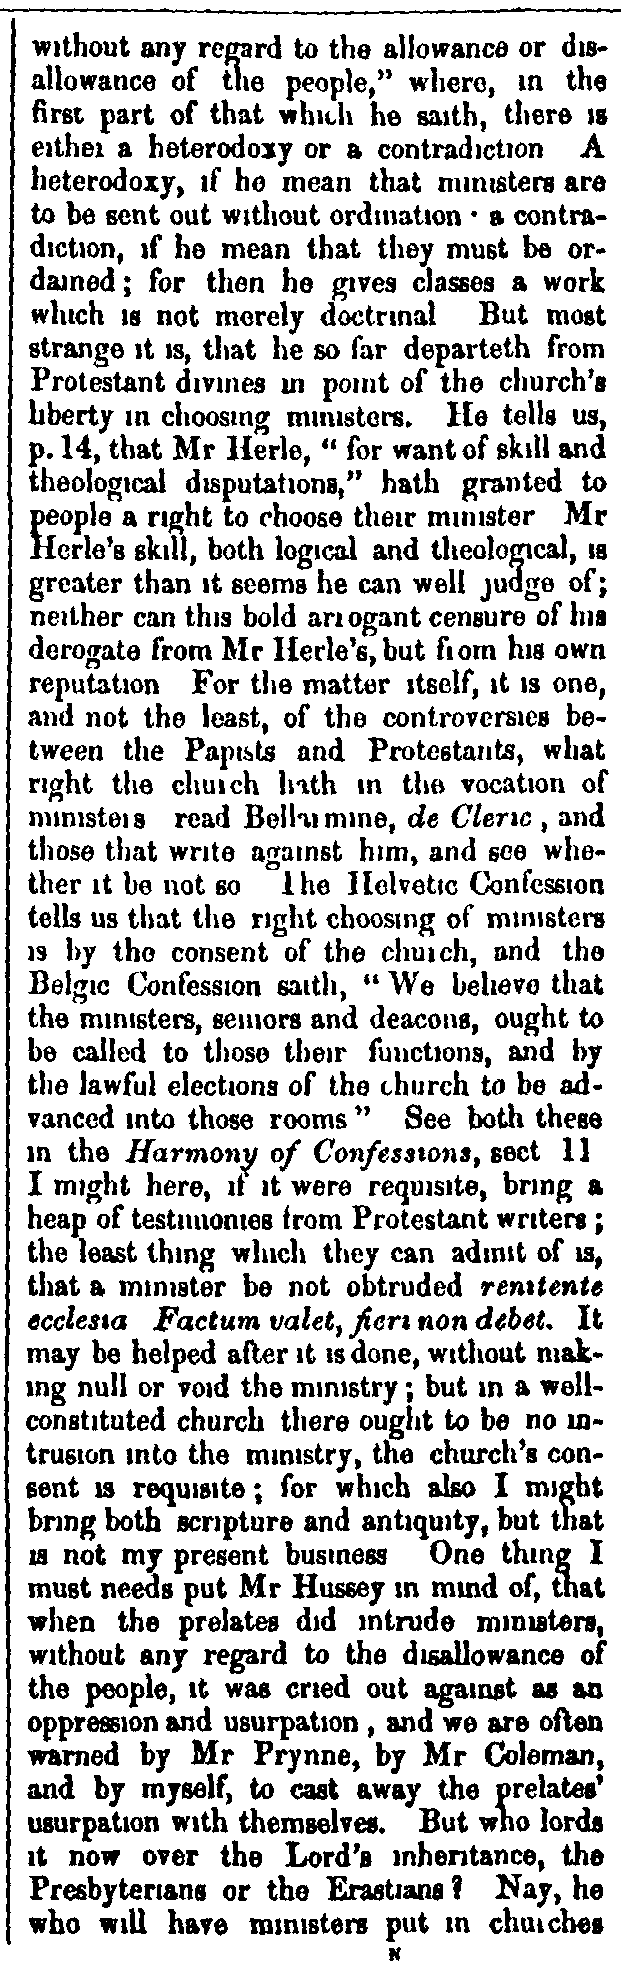 without any regard to the allowance or dis-
allowance of the people,” where, in the
first part of that which he saith, there is
either a heterodoxy or a contradiction A
heterodoxy, if he mean that ministers are
to be sent out without ordination · a contra-
diction, if he mean that they must be or-
dained; for then he gives classes a work
which is not merely doctrinal But most
strange it is, that he so far departeth from
Protestant divines in point of the church's
liberty in choosing ministers. He tells us,
p. 14, that Mr Herle, “ for want of skill and
theological disputations,” hath granted to
people a right to choose their minister Mr
Herle's skill, both logical and theological, is
greater than it seems he can well judge of;
neither can this bold arrogant censure of his
derogate from Mr Herle's, but from his own
reputation For the matter itself, it is one,
and not the least, of the controversies be-
tween the Papists and Protestants, what
right the church hath in the vocation of
ministers read Bellarmine, de Cleric , and
those that write against him, and see whe-
ther it be not so The Helvetic Confession
tells us that the right choosing of ministers
is by the consent of the church, and the
Belgic Confession saith, “ We believe that
the ministers, seniors and deacons, ought to
be called to those their functions, and by
the lawful elections of the church to be ad-
vanced into those rooms ” See both these
in the Harmony of Confessions, sect 11
I might here, if it were requisite, bring a
heap of testimonies from Protestant writers;
the least thing which they can admit of is,
that a minister be not obtruded renitente
ecclesia Factum valet, fieri non debet. It
may be helped after it is done, without mak-
ing null or void the ministry; but in a well-
constituted church there ought to be no in-
trusion into the ministry, the church's con-
sent is requisite; for which also I might
bring both scripture and antiquity, but that
is not my present business One thing I
must needs put Mr Hussey in mind of, that
when the prelates did intrude ministers,
without any regard to the disallowance of
the people, it was cried out against as an
oppression and usurpation , and we are often
warned by Mr Prynne, by Mr Coleman,
and by myself, to cast away the prelates'
usurpation with themselves. But who lords
it now over the Lord's inheritance, the
Presbyterians or the Erastians? Nay, he
who will have ministers put in churches
N